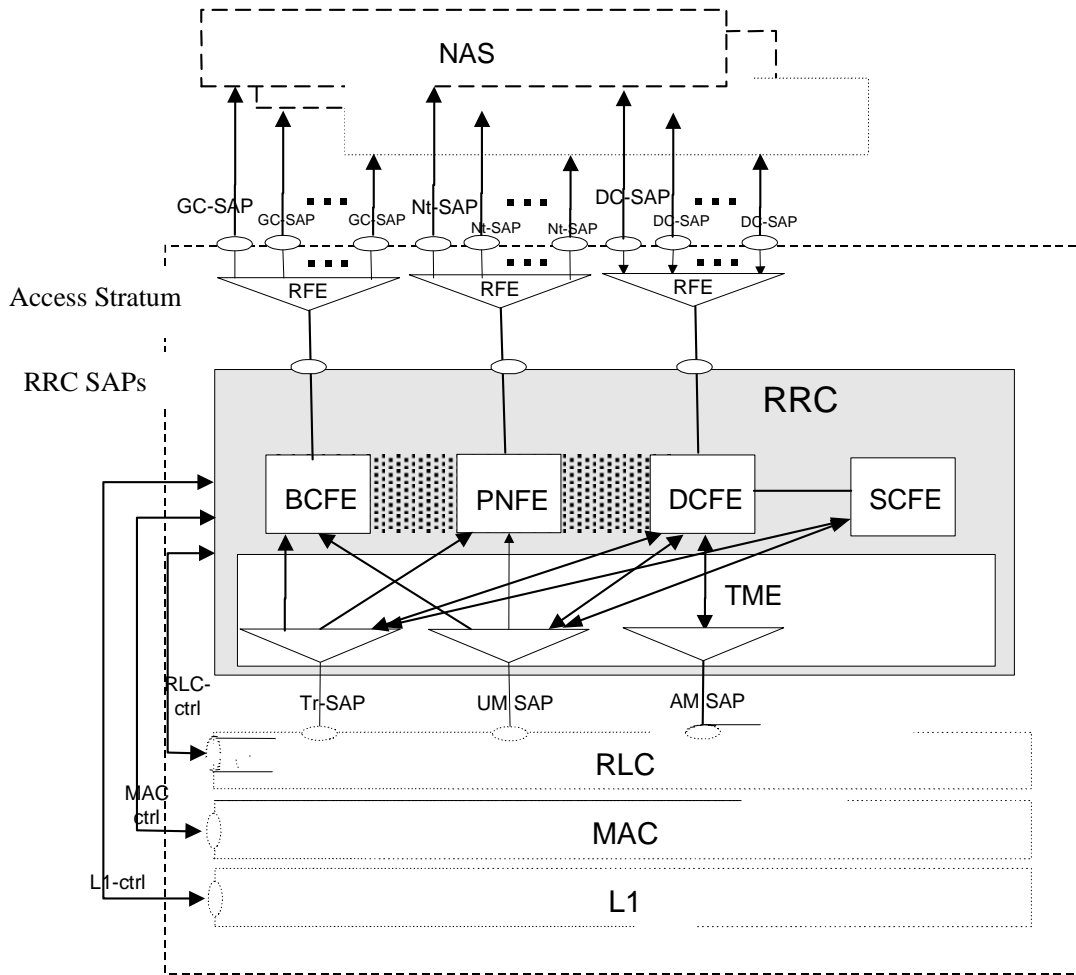 NAS
GC-SAP
GC-SAP
GC-SAP
Nt-SAP
Nt-SAP
Nt-SAP
DC-SAP
DC-SAP
DC-SAP
RFE
RFE
RFE
Access Stratum
RRC SAPs
RRC
BCFE
PNFE
DCFE
SCFE
TME
RLC-
ctrl
Tr-SAP
UM SAP
AM SAP
RLC
MAC
ctrl
MAC
L1-ctrl
L1